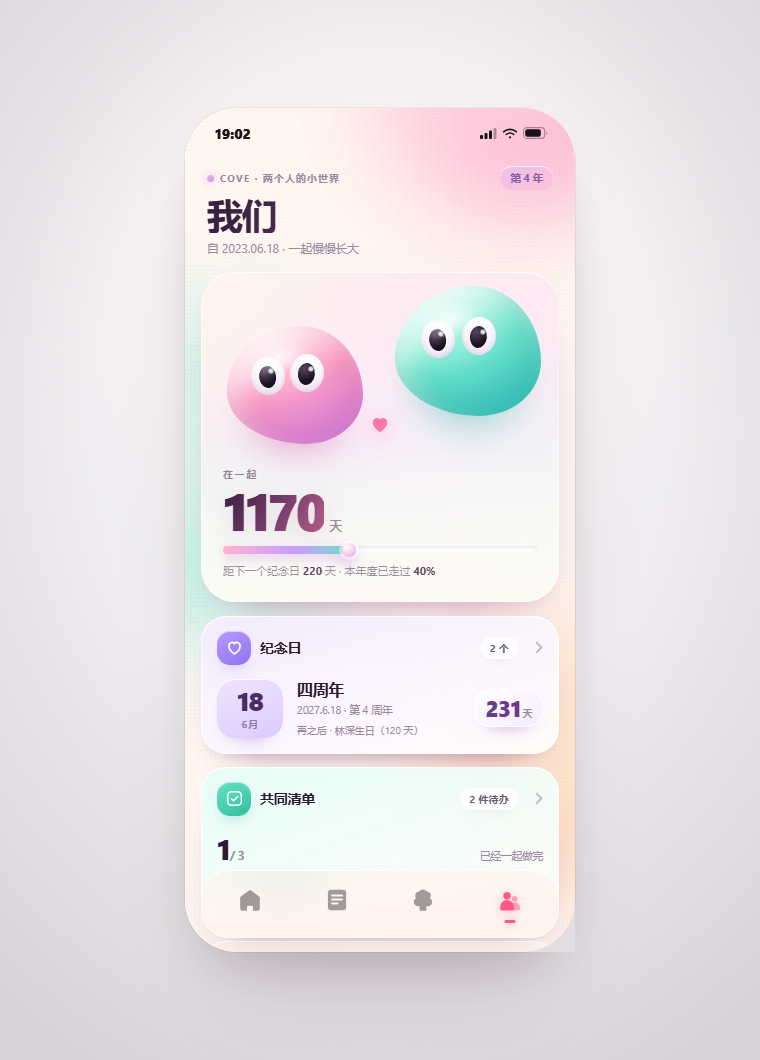 19:02
COVE · 两个人的小世界
第 4 年
我们
自 2023.06.18 · 一起慢慢长大
在一起
1170 天
距下一个纪念日 220 天 · 本年度已走过 40%
纪念日
2 个
18
6月
四周年
2027.6.18 · 第 4 周年
再之后 · 林深生日（120 天）
231天
共同清单
2 件待办
1/ 3
已经一起做完